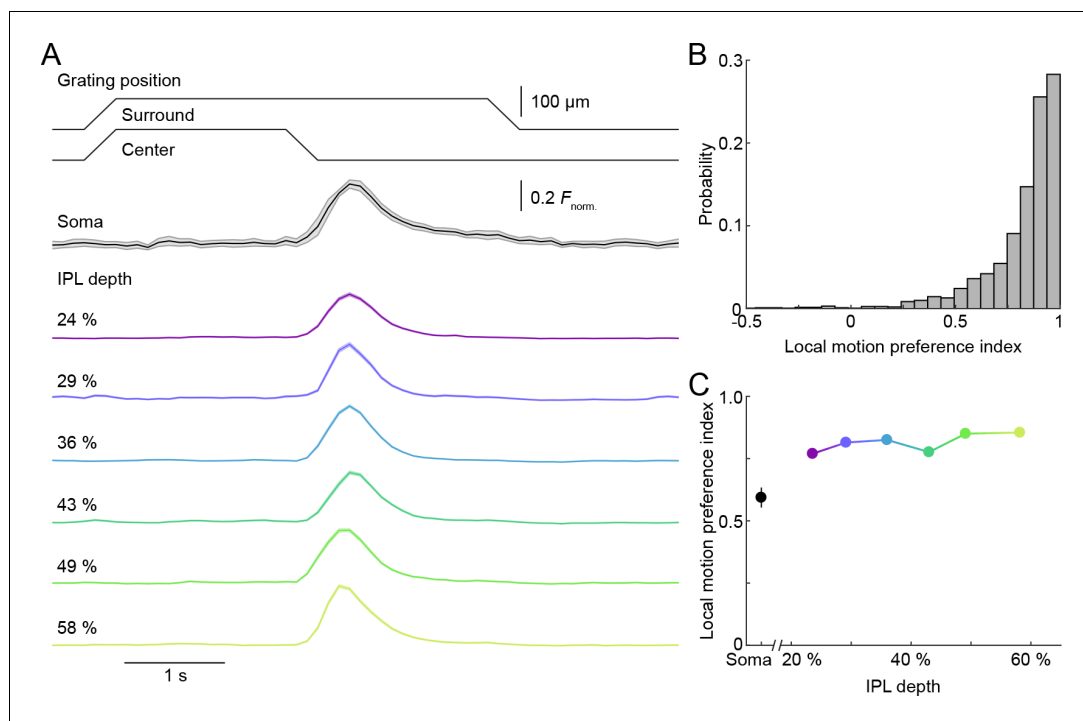 A
Grating position
100 µm
Surround
Center
0.2 Fnorm.
Soma
IPL depth
24 %
29 %
36 %
43 %
49 %
58 %
1 s
B
0.3
0.2
0.1
0
Probability
-0.5
0
0.5
1
Local motion preference index
C
1.0
0.5
0
Local motion preference index
Soma
20 %
40 %
60 %
IPL depth